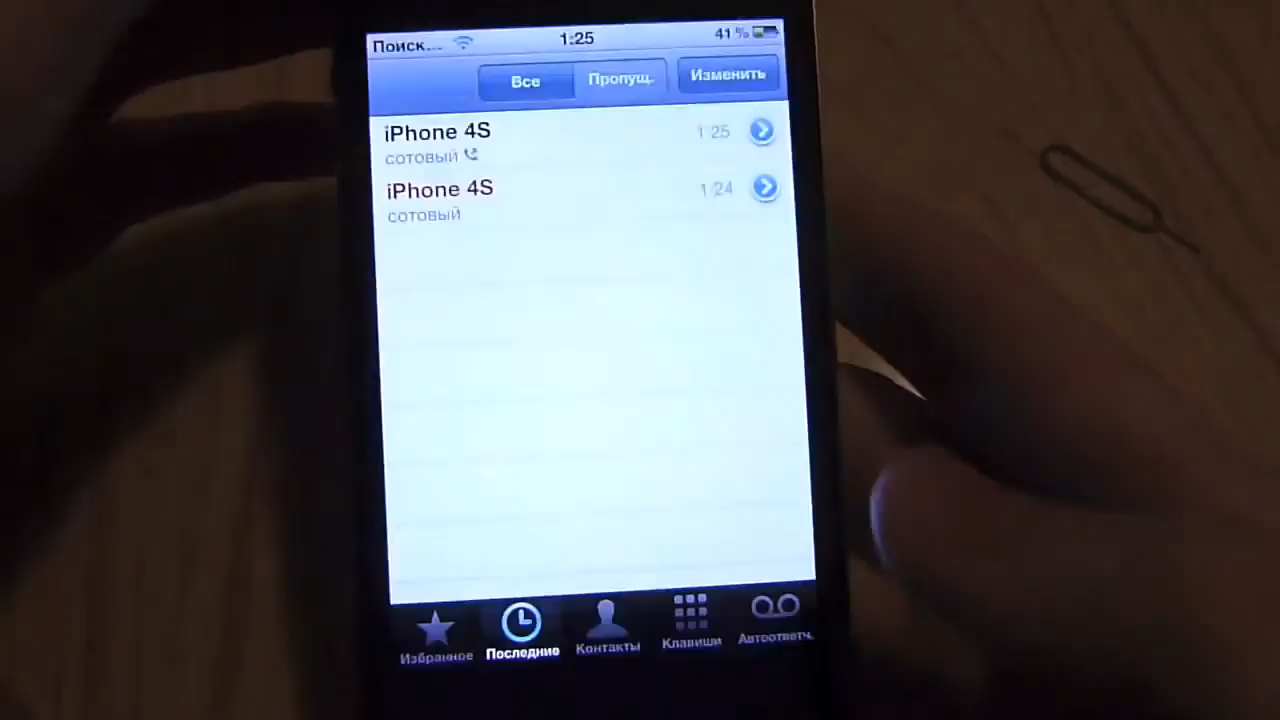 Поиск... 1:25 41 %
Все Пропущ. Изменить
iPhone 4S 1:25
сотовый
iPhone 4S 1:24
сотовый
Избранное Последние Контакты Клавиши Автоответч.